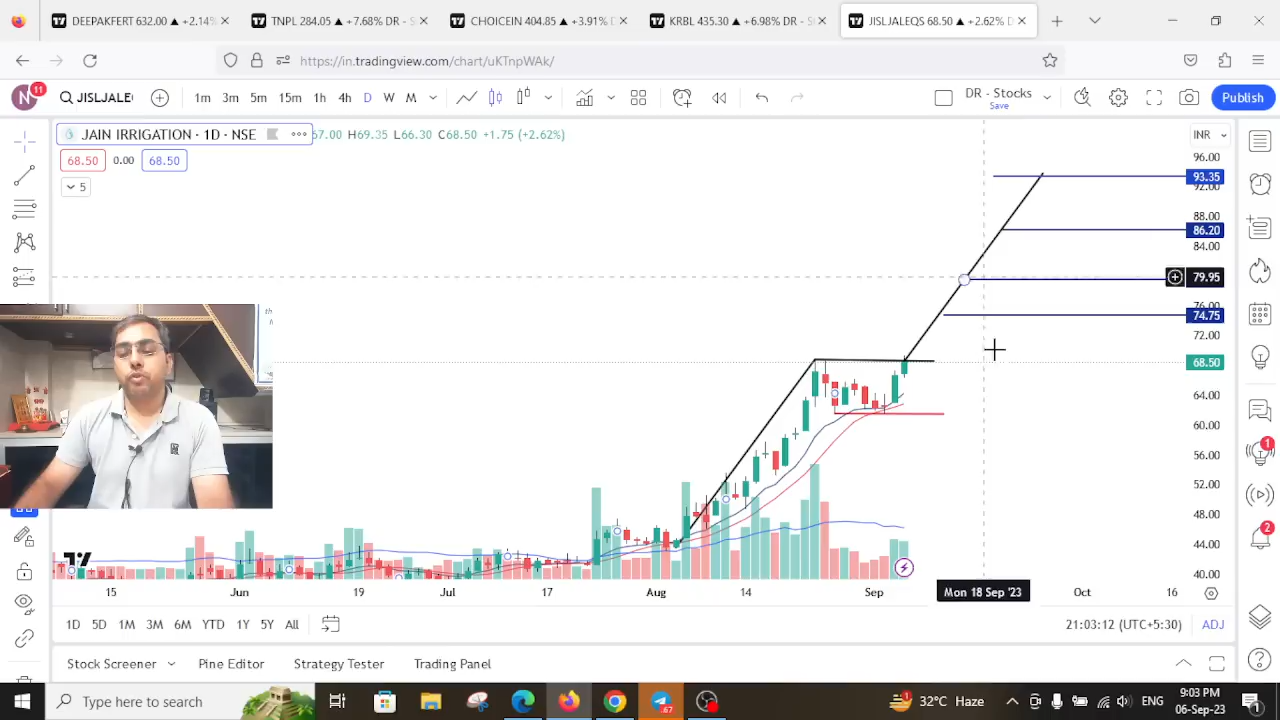 DEEPAKFERT 632.00 ▲ +2.14%
TNPL 284.05 ▲ +7.68% DR - S
CHOICEIN 404.85 ▲ +3.91% D
KRBL 435.30 ▲ +6.98% DR - S
JISLJALEQS 68.50 ▲ +2.62% D
https://in.tradingview.com/chart/uKTnpWAk/
N 11
JISLJALE
1m 3m 5m 15m 1h 4h D W M
DR - Stocks
Save
Publish
JAIN IRRIGATION · 1D · NSE
67.00 H69.35 L66.30 C68.50 +1.75 (+2.62%)
INR
68.50 0.00 68.50
5
96.00
93.35
92.00
88.00
86.20
84.00
79.95
76.00
74.75
72.00
68.50
64.00
60.00
56.00
52.00
48.00
44.00
40.00
1
2
15 Jun 19 Jul 17 Aug 14 Sep Mon 18 Sep '23 Oct 16
1D 5D 1M 3M 6M YTD 1Y 5Y All
21:03:12 (UTC+5:30) ADJ
Stock Screener Pine Editor Strategy Tester Trading Panel
Type here to search
67
1
32°C Haze
ENG
9:03 PM
06-Sep-23
1